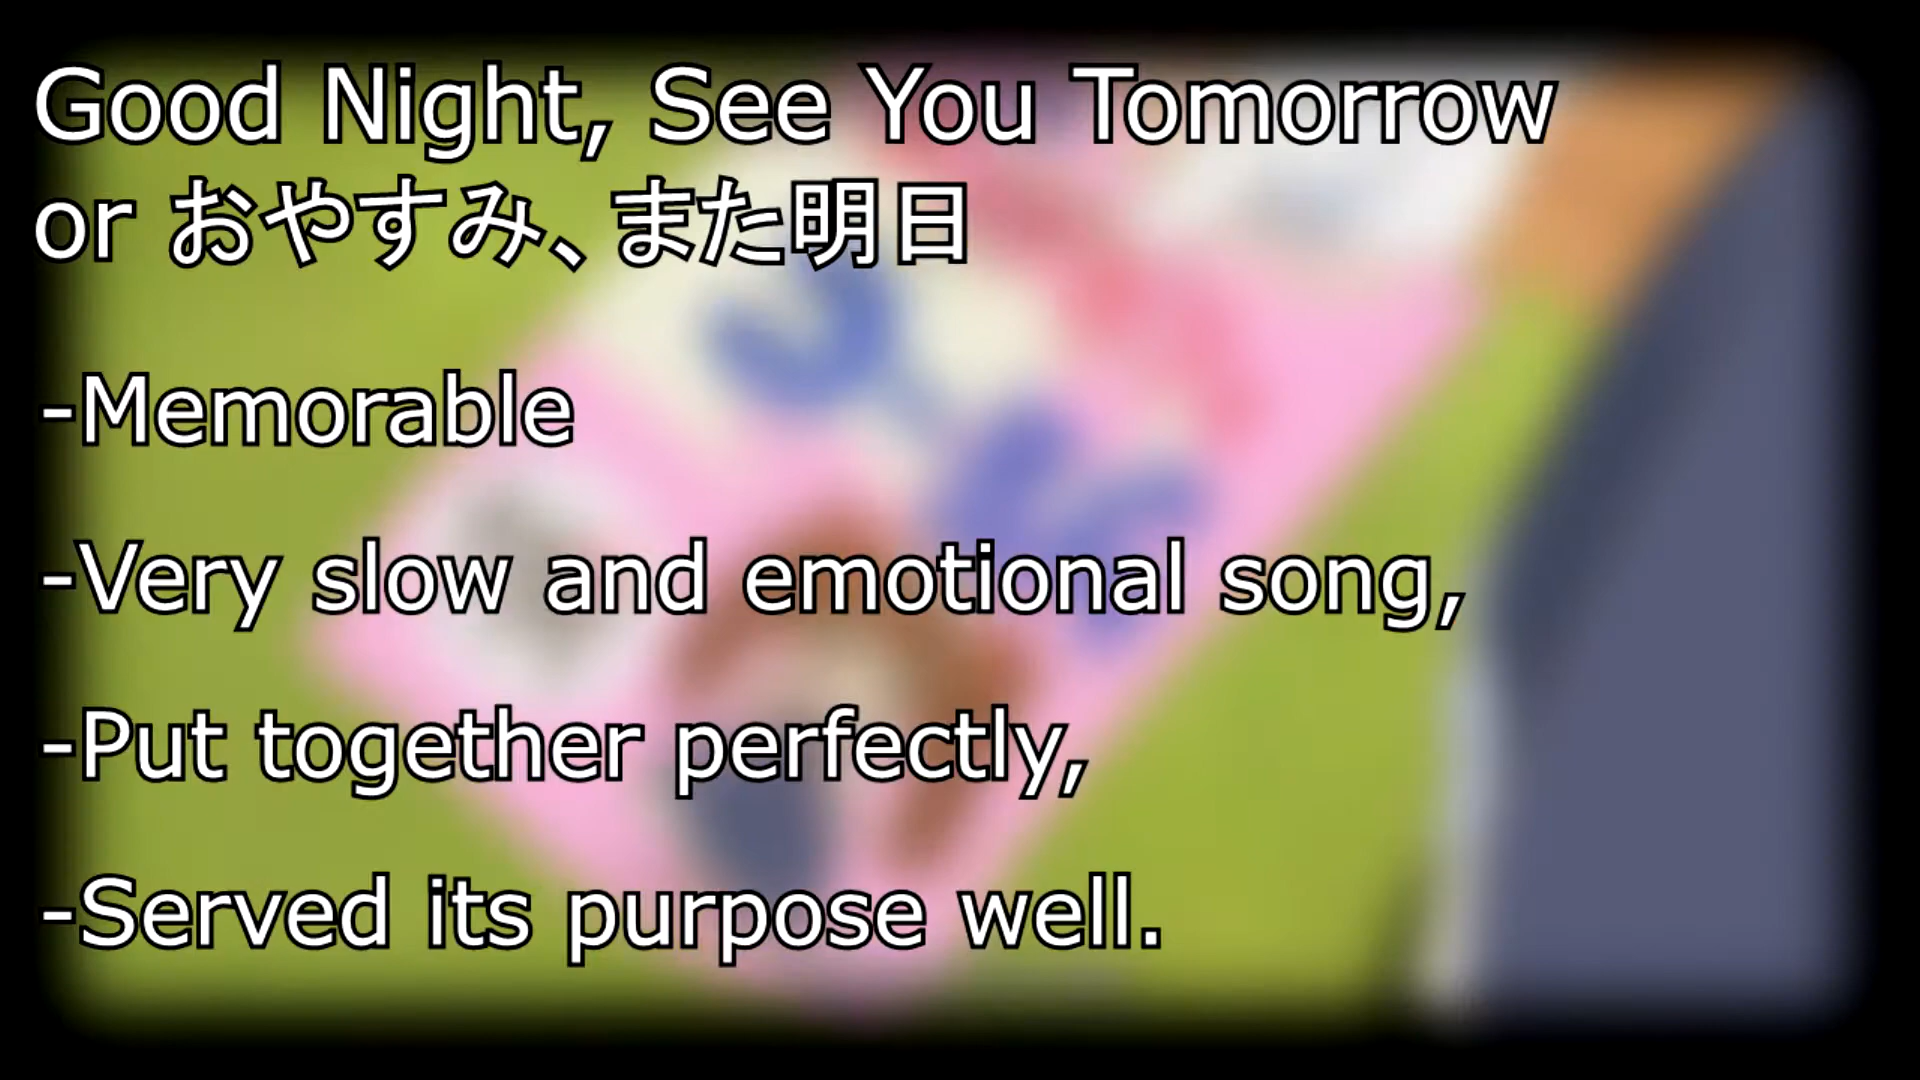 Good Night, See You Tomorrow
or おやすみ、また明日
-Memorable
-Very slow and emotional song,
-Put together perfectly,
-Served its purpose well.